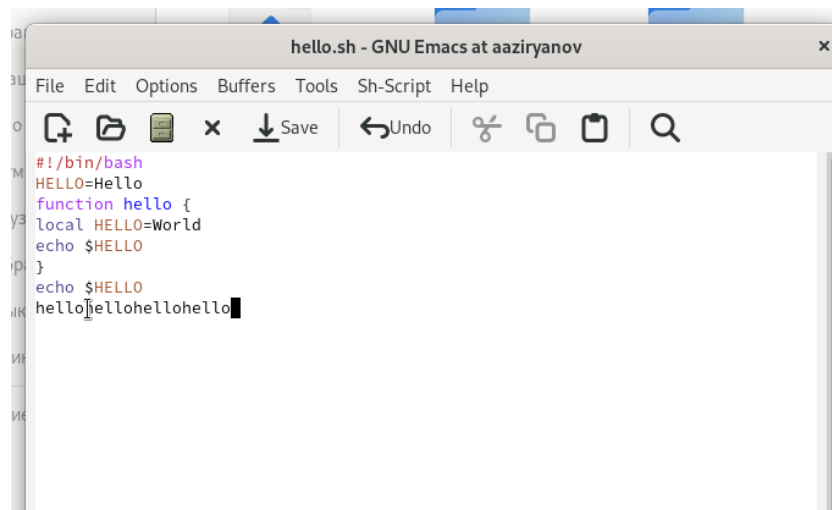 hello.sh - GNU Emacs at aaziryanov
File Edit Options Buffers Tools Sh-Script Help
Save Undo
#!/bin/bash
HELLO=Hello
function hello {
local HELLO=World
echo $HELLO
}
echo $HELLO
hellohellohellohello